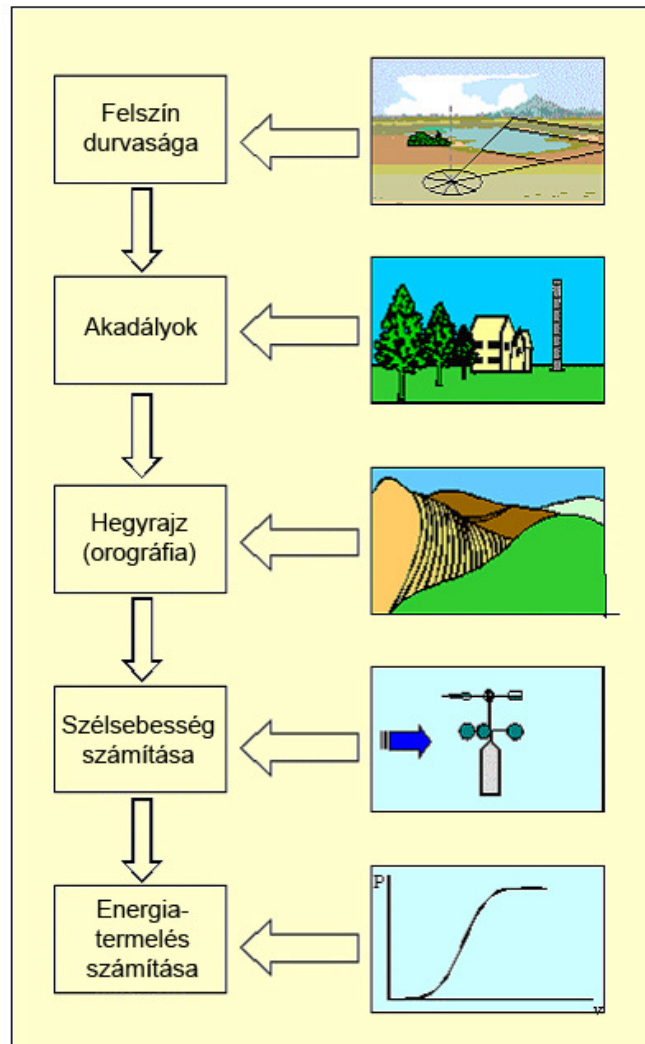 Felszín
durvasága
Akadályok
Hegyrajz
(orográfia)
Szélsebesség
számítása
Energia-
termelés
számítása
P
v